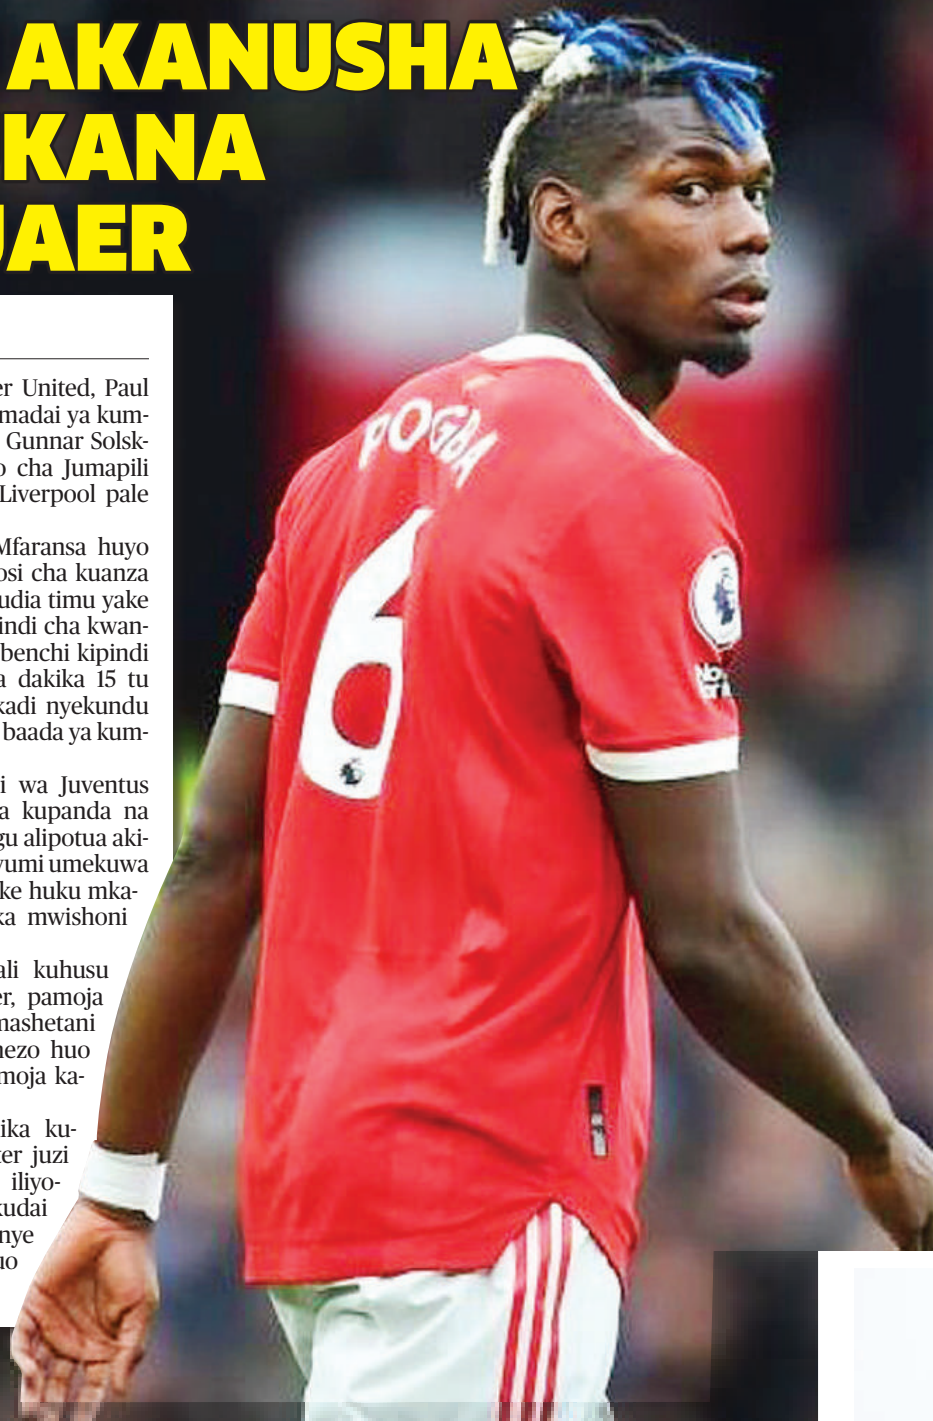 AKANUSHA
KANA
JAER
er United, Paul
madai ya kum-
Gunnar Solsk-
o cha Jumapili
Liverpool pale
Mfaransa huyo
osi cha kuanza
udia timu yake
indi cha kwan-
benchi kipindi
a dakika 15 tu
kadi nyekundu
baada ya kum-
i wa Juventus
a kupanda na
gu alipotua aki-
yumi umekuwa
ke huku mka-
ka mwishoni
ali kuhusu
er, pamoja
mashetani
nezo huo
moja ka-
ika ku-
ter juzi
iliyo-
kudai
nye
uo
POGBA
6